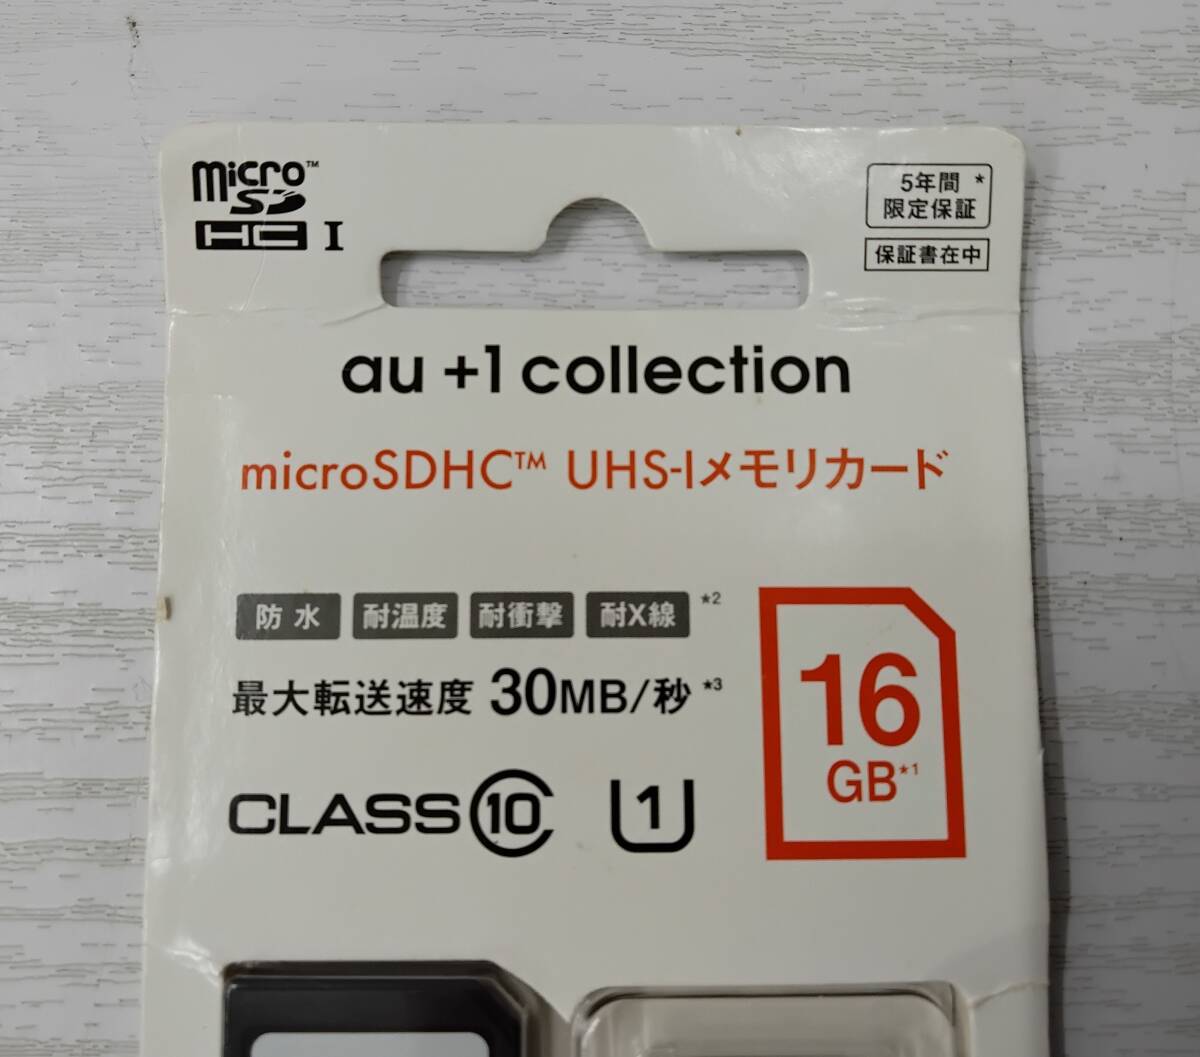 micro™
SD
HC I
5年間*
限定保証
保証書在中
au +1 collection
microSDHC™ UHS-Iメモリカード
防水 耐温度 耐衝撃 耐X線 *2
最大転送速度 30MB/秒 *3
16
GB*1
CLASS 10 1